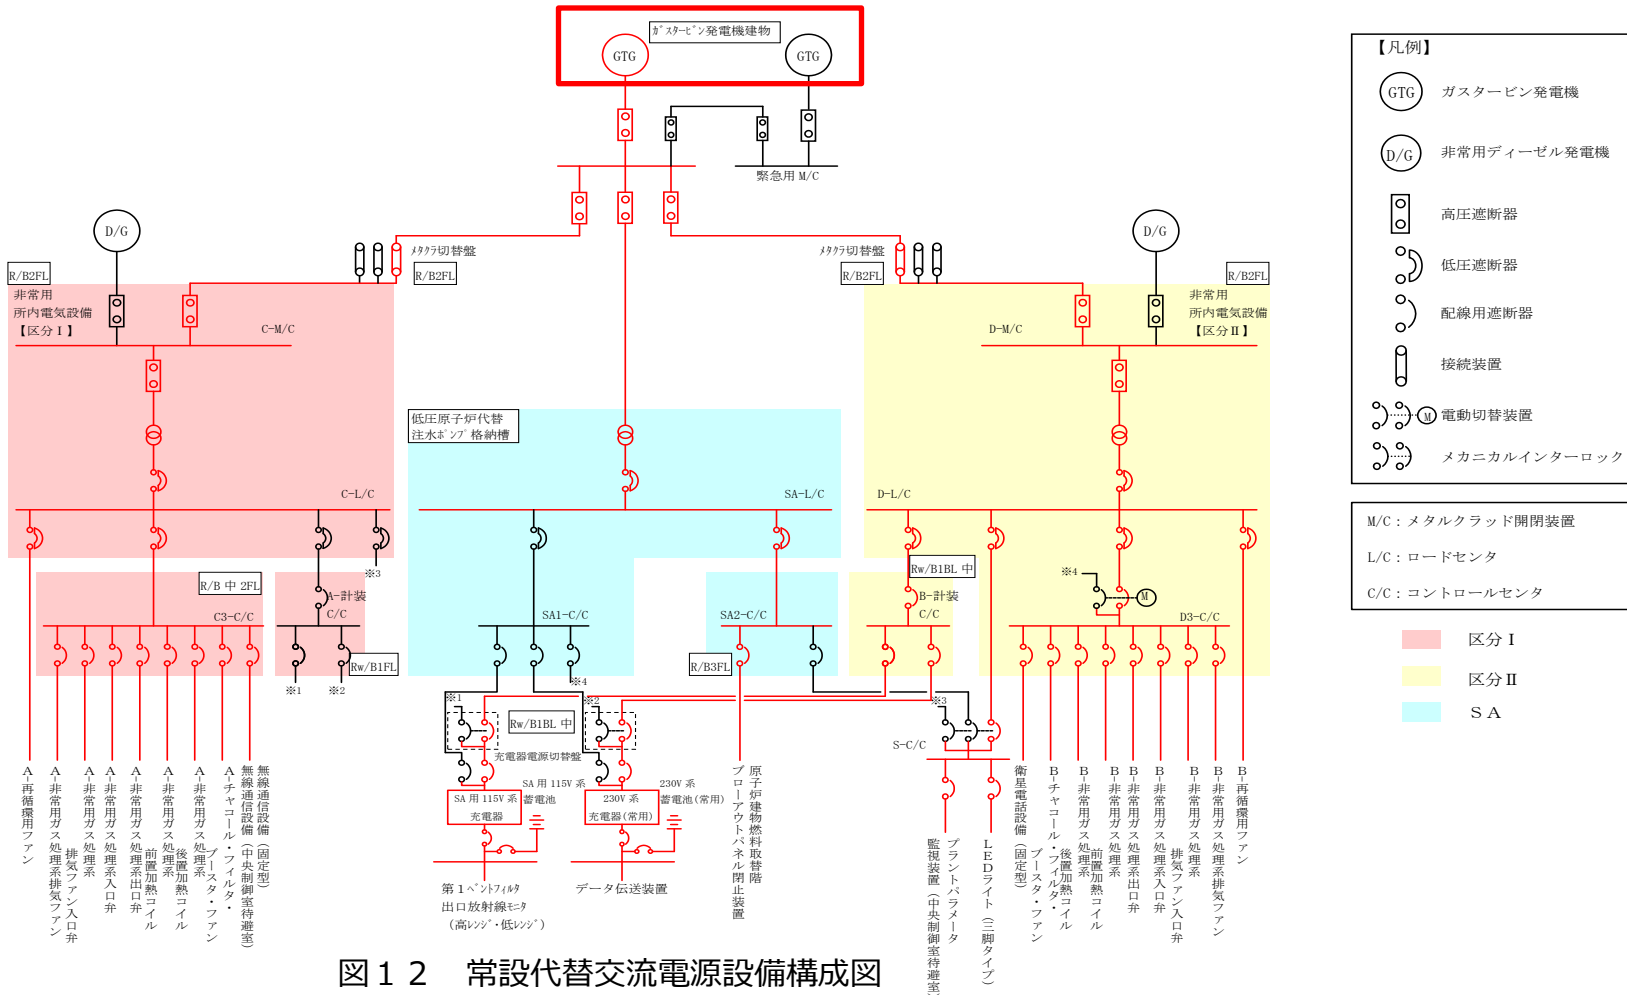 ｶﾞｽﾀｰﾋﾞﾝ発電機建物
GTG
GTG
緊急用 M/C
D/G
D/G
ﾒﾀｸﾗ切替盤
R/B2FL
ﾒﾀｸﾗ切替盤
R/B2FL
R/B2FL
非常用
所内電気設備
【区分Ⅰ】
C-M/C
R/B2FL
非常用
所内電気設備
【区分Ⅱ】
D-M/C
低圧原子炉代替
注水ﾎﾟﾝﾌﾟ格納槽
C-L/C
SA-L/C
D-L/C
※3
R/B 中 2FL
C3-C/C
A-計装
C/C
Rw/B1FL
※1
※2
SA1-C/C
※4
SA2-C/C
R/B3FL
Rw/B1BL 中
B-計装
C/C
※4
M
D3-C/C
※1
※2
※3
Rw/B1BL 中
充電器電源切替盤
S-C/C
SA 用 115V 系
充電器
SA 用 115V 系
蓄電池
230V 系
充電器(常用)
230V 系
蓄電池(常用)
第1ﾍﾞﾝﾄﾌｨﾙﾀ
出口放射線ﾓﾆﾀ
(高ﾚﾝｼﾞ・低ﾚﾝｼﾞ)
データ伝送装置
原子炉建物燃料取替階
ブローアウトパネル閉止装置
プラントパラメータ
監視装置（中央制御室待避室）
LEDライト（三脚タイプ）
A-再循環用ファン
A-非常用ガス処理系排気ファン
A-非常用ガス処理系
排気ファン入口弁
A-非常用ガス処理系入口弁
A-非常用ガス処理系出口弁
A-非常用ガス処理系
前置加熱コイル
A-非常用ガス処理系
後置加熱コイル
A-チャコール・フィルタ・
ブースタ・ファン
無線通信設備（固定型）
（中央制御室待避室）
衛星電話設備（固定型）
B-チャコール・フィルタ・
ブースタ・ファン
B-非常用ガス処理系
後置加熱コイル
B-非常用ガス処理系
前置加熱コイル
B-非常用ガス処理系出口弁
B-非常用ガス処理系入口弁
B-非常用ガス処理系
排気ファン入口弁
B-非常用ガス処理系排気ファン
B-再循環用ファン
【凡例】
GTG ガスタービン発電機
D/G 非常用ディーゼル発電機
高圧遮断器
低圧遮断器
配線用遮断器
接続装置
M 電動切替装置
メカニカルインターロック
M/C：メタルクラッド開閉装置
L/C：ロードセンタ
C/C：コントロールセンタ
区分Ⅰ
区分Ⅱ
ＳＡ
図１２　常設代替交流電源設備構成図